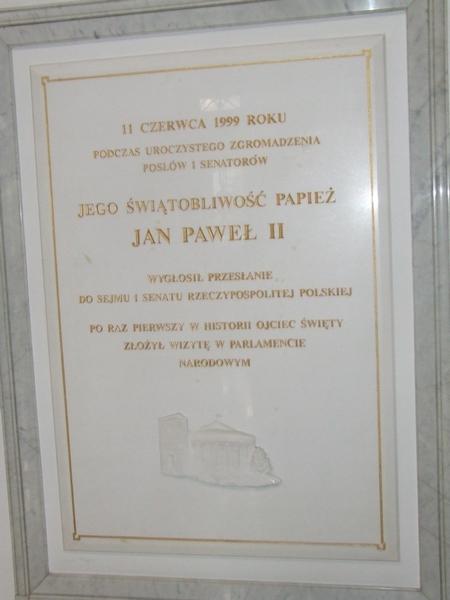 11 CZERWCA 1999 ROKU
PODCZAS UROCZYSTEGO ZGROMADZENIA
POSŁÓW I SENATORÓW
JEGO ŚWIĄTOBLIWOŚĆ PAPIEŻ
JAN PAWEŁ II
WYGŁOSIŁ PRZESŁANIE
DO SEJMU I SENATU RZECZYPOSPOLITEJ POLSKIEJ
PO RAZ PIERWSZY W HISTORII OJCIEC ŚWIĘTY
ZŁOŻYŁ WIZYTĘ W PARLAMENCIE
NARODOWYM